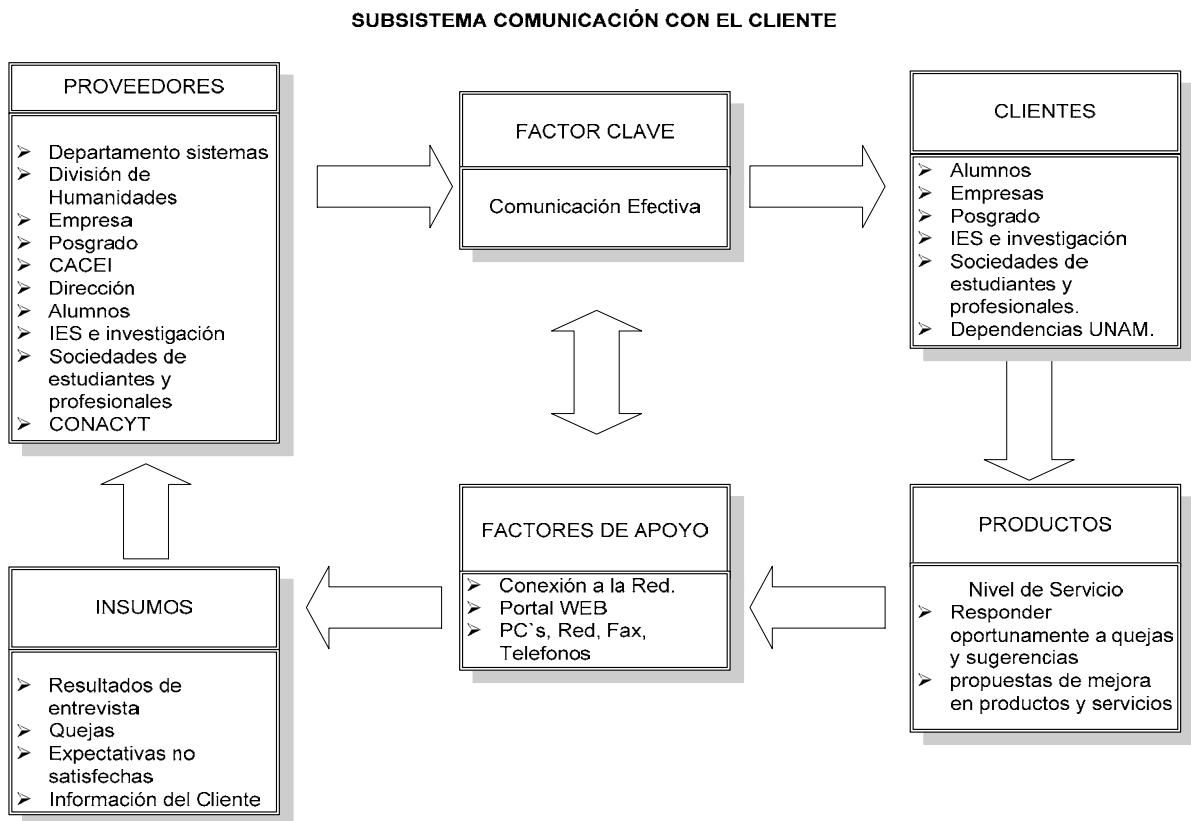 SUBSISTEMA COMUNICACIÓN CON EL CLIENTE
PROVEEDORES
Departamento sistemas
División de
Humanidades
Empresa
Posgrado
CACEI
Dirección
Alumnos
IES e investigación
Sociedades de
estudiantes y
profesionales
CONACYT
FACTOR CLAVE
Comunicación Efectiva
CLIENTES
Alumnos
Empresas
Posgrado
IES e investigación
Sociedades de
estudiantes y
profesionales.
Dependencias UNAM.
INSUMOS
Resultados de
entrevista
Quejas
Expectativas no
satisfechas
Información del Cliente
FACTORES DE APOYO
Conexión a la Red.
Portal WEB
PC`s, Red, Fax,
Telefonos
PRODUCTOS
Nivel de Servicio
Responder
oportunamente a quejas
y sugerencias
propuestas de mejora
en productos y servicios